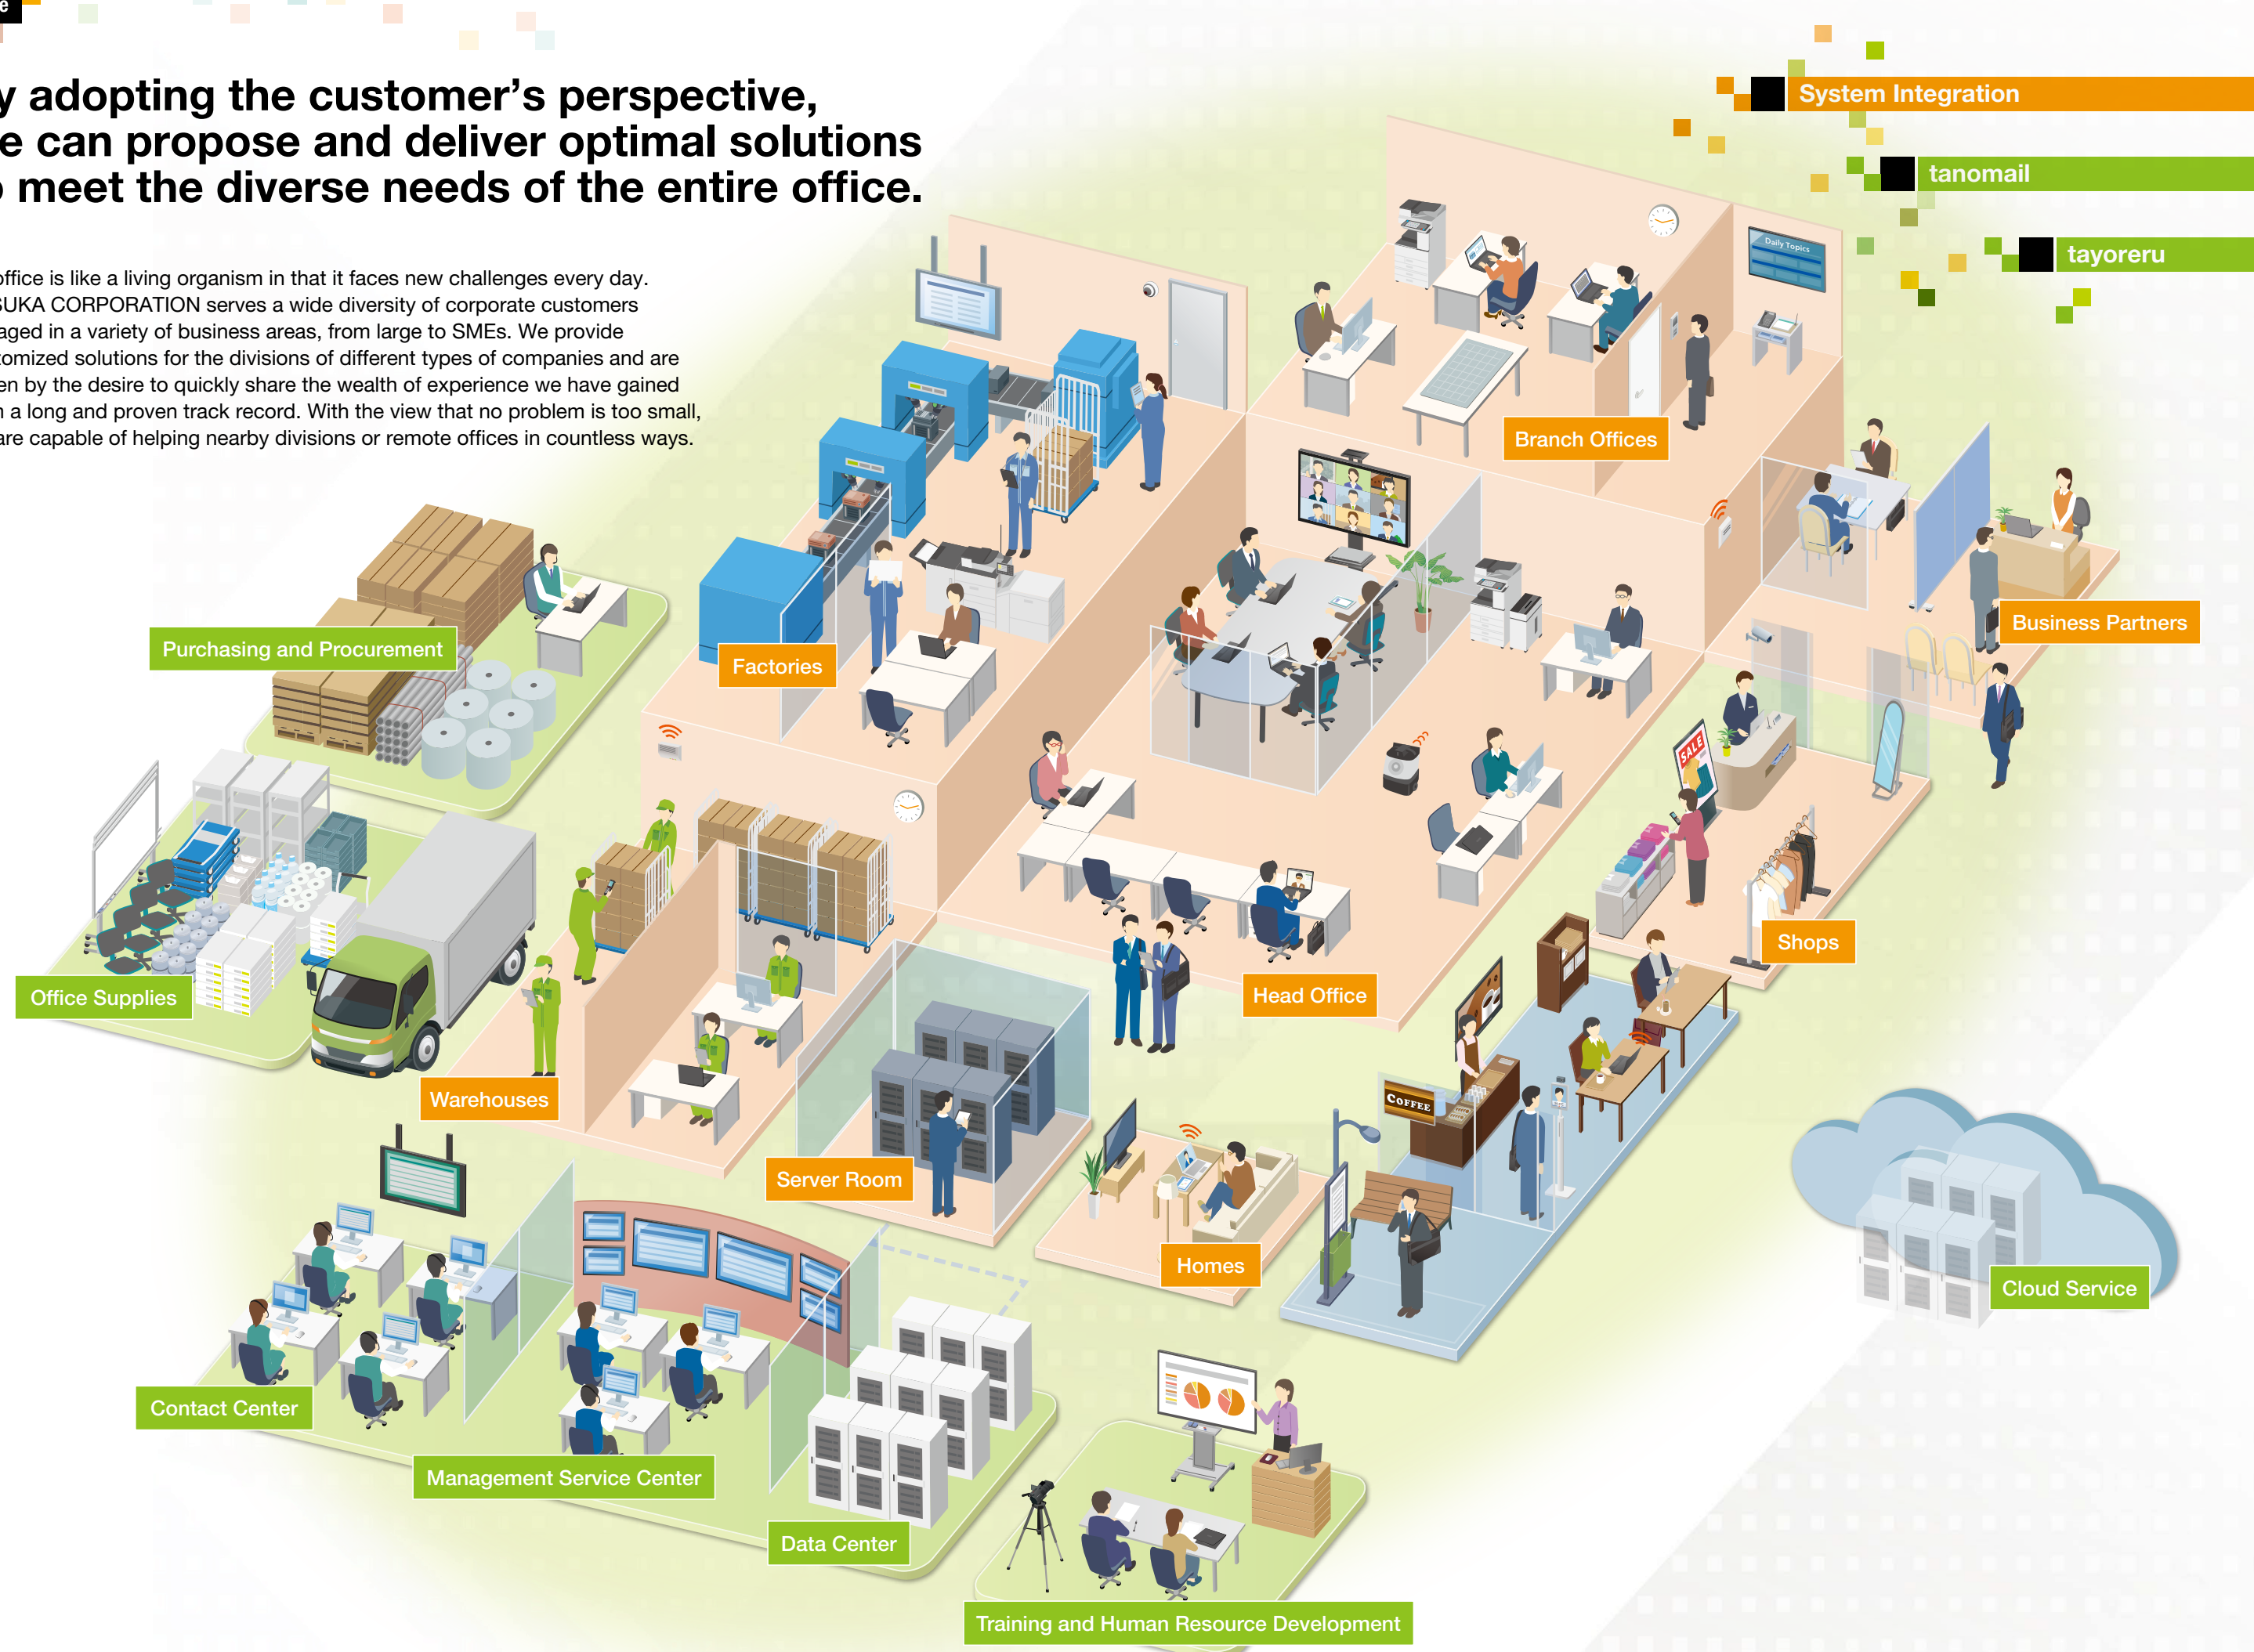 e
y adopting the customer's perspective,
e can propose and deliver optimal solutions
o meet the diverse needs of the entire office.
office is like a living organism in that it faces new challenges every day.
SUKA CORPORATION serves a wide diversity of corporate customers
aged in a variety of business areas, from large to SMEs. We provide
tomized solutions for the divisions of different types of companies and are
en by the desire to quickly share the wealth of experience we have gained
n a long and proven track record. With the view that no problem is too small,
are capable of helping nearby divisions or remote offices in countless ways.
System Integration
tanomail
tayoreru
Daily Topics
Branch Offices
Business Partners
Purchasing and Procurement
Factories
SALE
Shops
Office Supplies
Head Office
Warehouses
COFFEE
Server Room
Homes
Cloud Service
Contact Center
Management Service Center
Data Center
Training and Human Resource Development